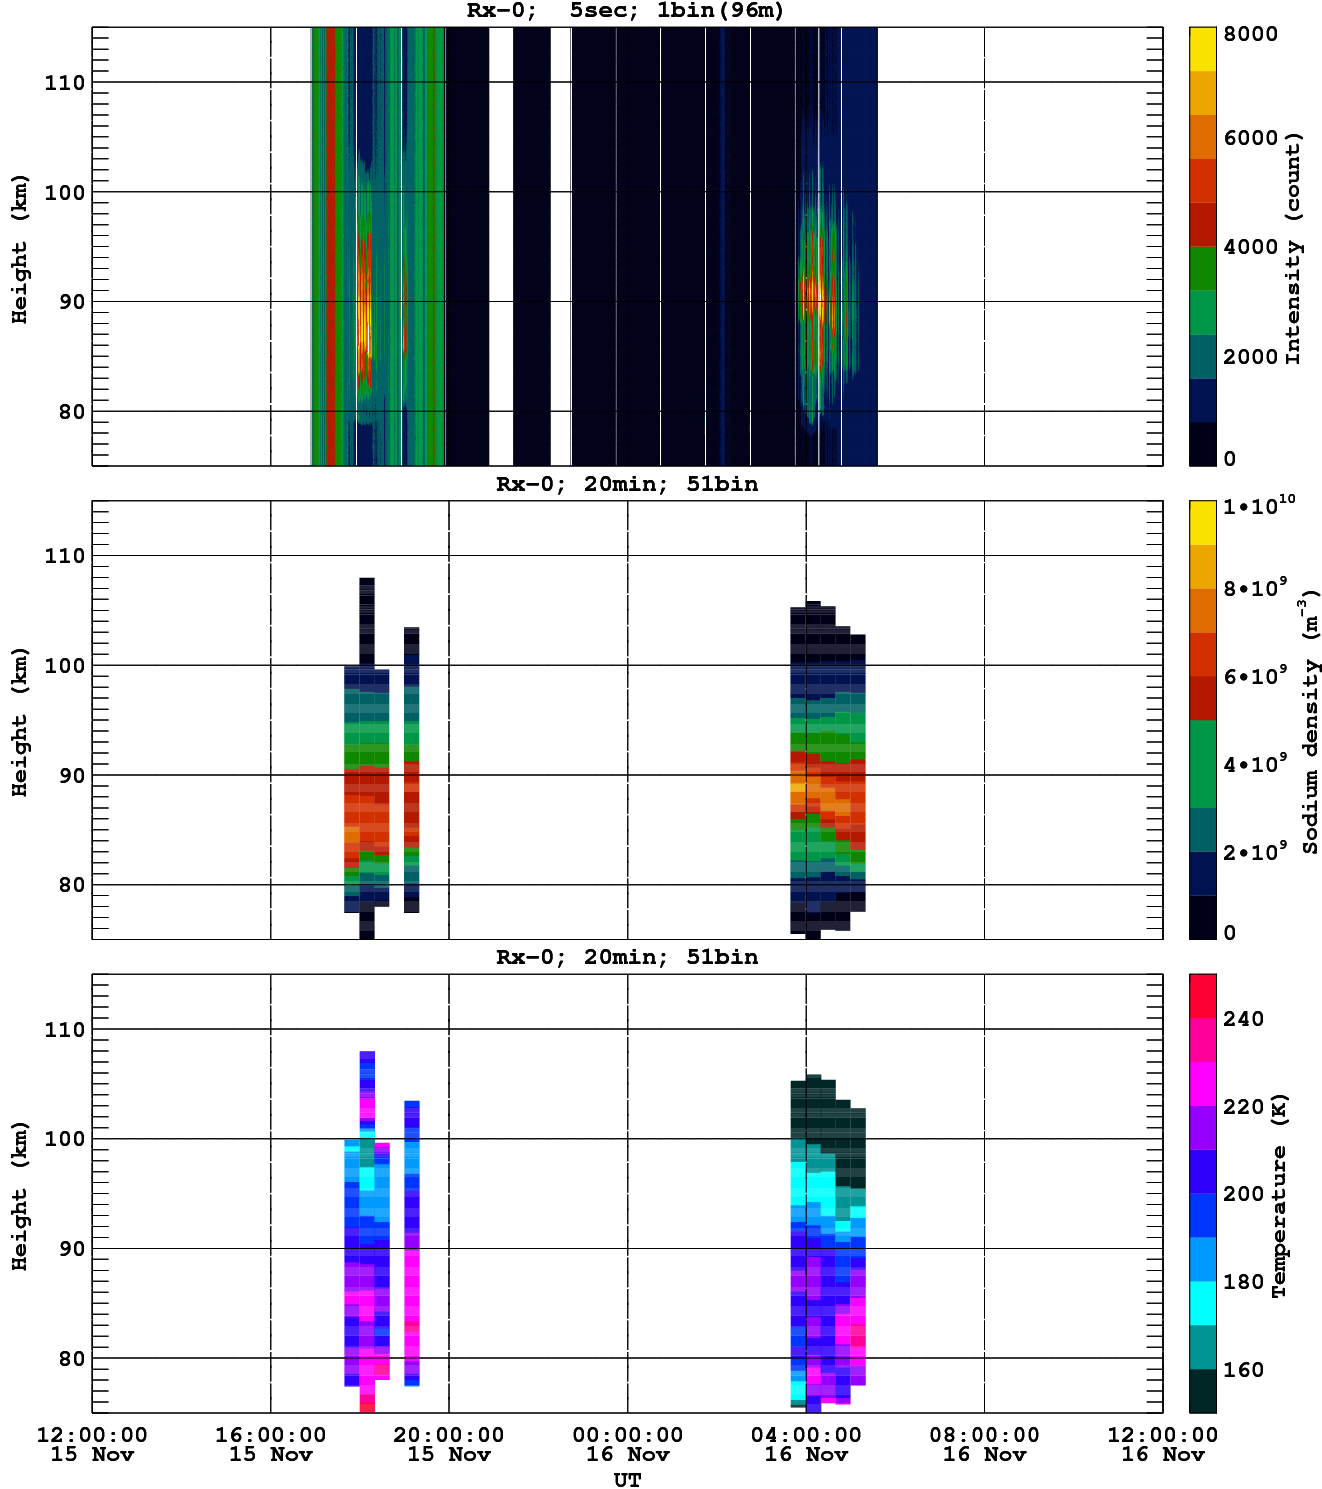 Rx-0;  5sec; 1bin(96m)
110
100
90
80
Height (km)
8000
6000
4000
2000
0
Intensity (count)
Rx-0; 20min; 51bin
110
100
90
80
Height (km)
1•10¹⁰
8•10⁹
6•10⁹
4•10⁹
2•10⁹
0
Sodium density (m⁻³)
Rx-0; 20min; 51bin
110
100
90
80
Height (km)
240
220
200
180
160
Temperature (K)
12:00:00 16:00:00 20:00:00 00:00:00 04:00:00 08:00:00 12:00:00
15 Nov 15 Nov 15 Nov 16 Nov 16 Nov 16 Nov 16 Nov
UT